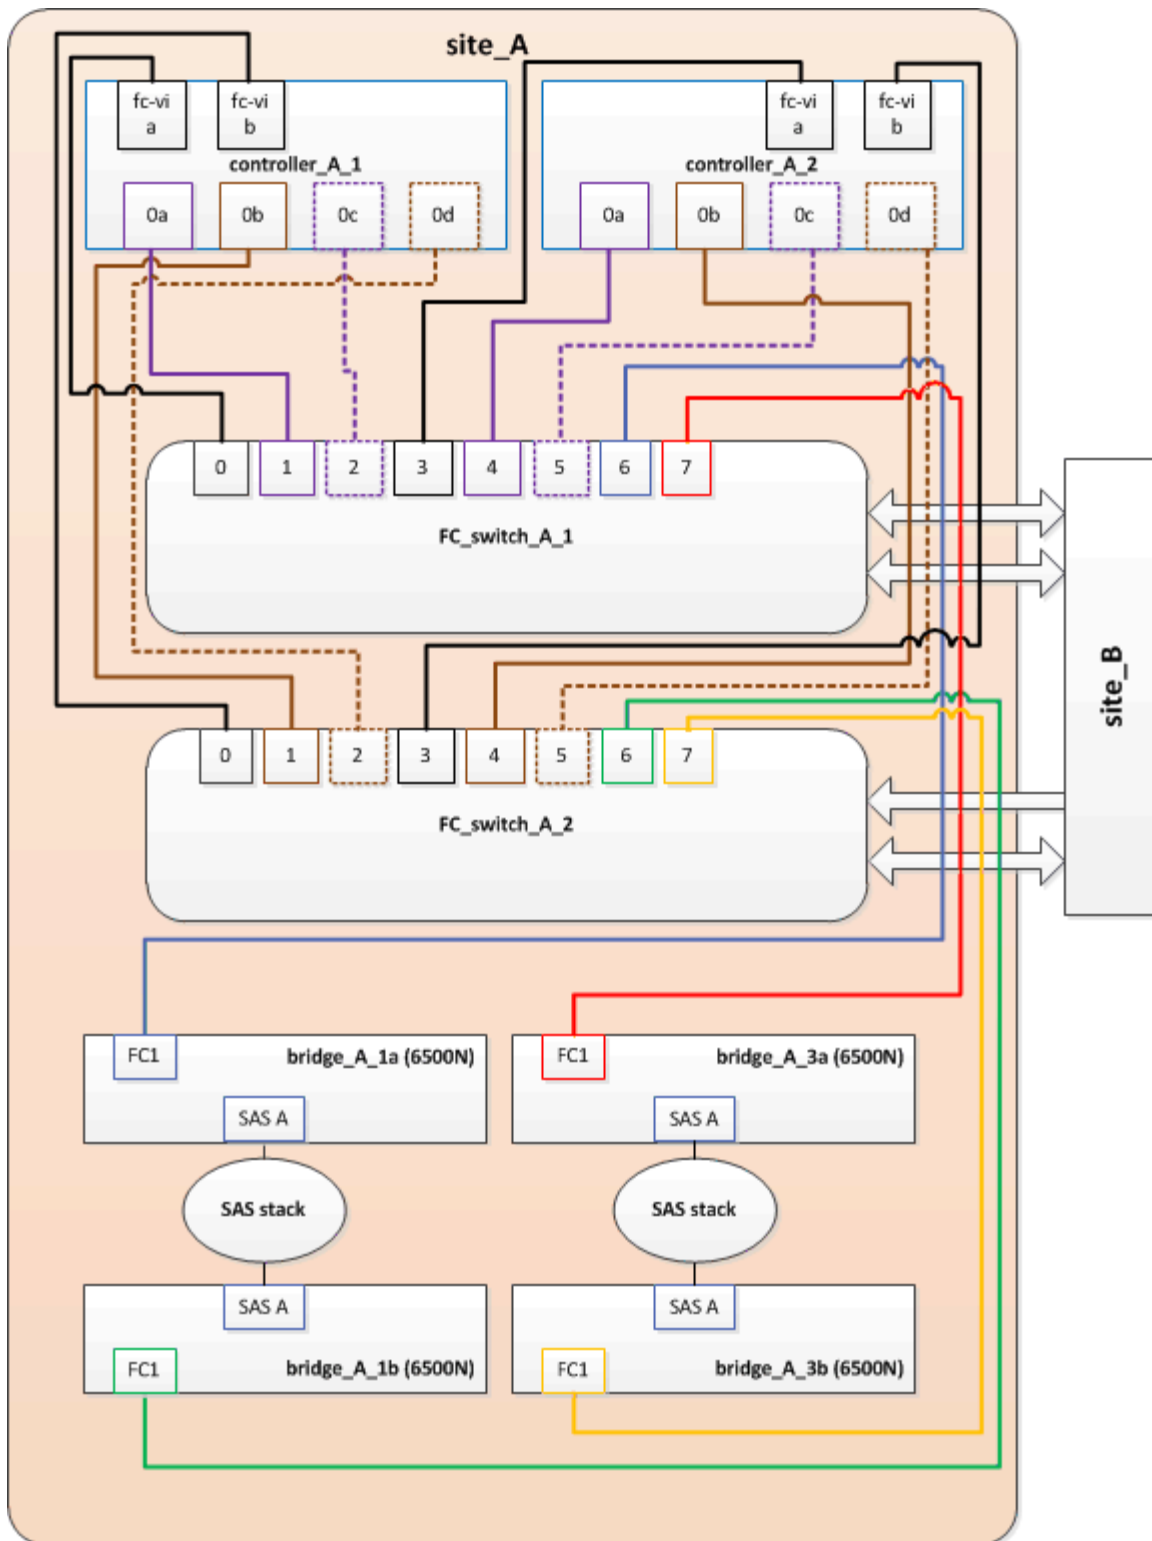 site_A
fc-vi
a
fc-vi
b
fc-vi
a
fc-vi
b
controller_A_1
controller_A_2
0a
0b
0c
0d
0a
0b
0c
0d
0
1
2
3
4
5
6
7
FC_switch_A_1
site_B
0
1
2
3
4
5
6
7
FC_switch_A_2
FC1
bridge_A_1a (6500N)
FC1
bridge_A_3a (6500N)
SAS A
SAS A
SAS stack
SAS stack
SAS A
SAS A
FC1
bridge_A_1b (6500N)
FC1
bridge_A_3b (6500N)